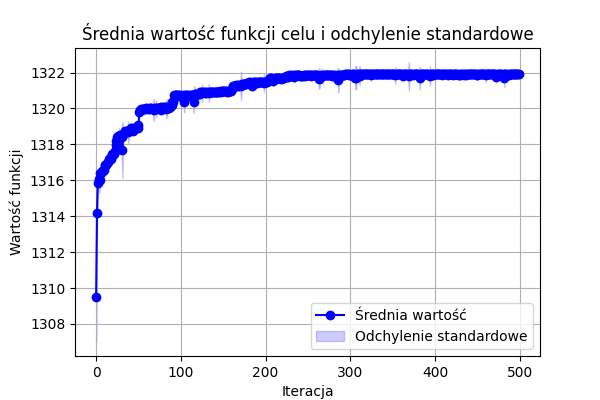 Średnia wartość funkcji celu i odchylenie standardowe
Wartość funkcji
1322
1320
1318
1316
1314
1312
1310
1308
0 100 200 300 400 500
Iteracja
Średnia wartość
Odchylenie standardowe